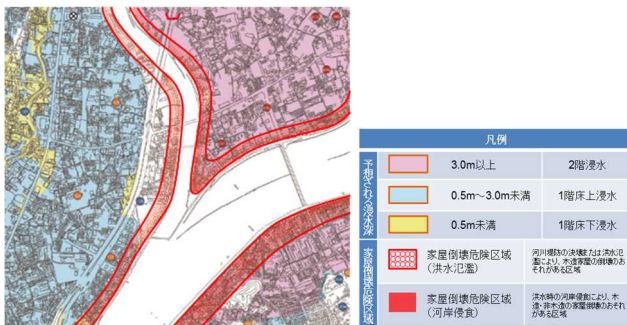 凡例
予想される浸水深
3.0m以上
2階浸水
0.5m～3.0m未満
1階床上浸水
0.5m未満
1階床下浸水
家屋倒壊危険区域
家屋倒壊危険区域
(洪水氾濫)
河川堤防の決壊または洪水氾
濫により、木造家屋の倒壊のお
それがある区域
家屋倒壊危険区域
(河岸侵食)
洪水時の河岸侵食により、木
造・非木造の家屋倒壊のおそれ
がある区域